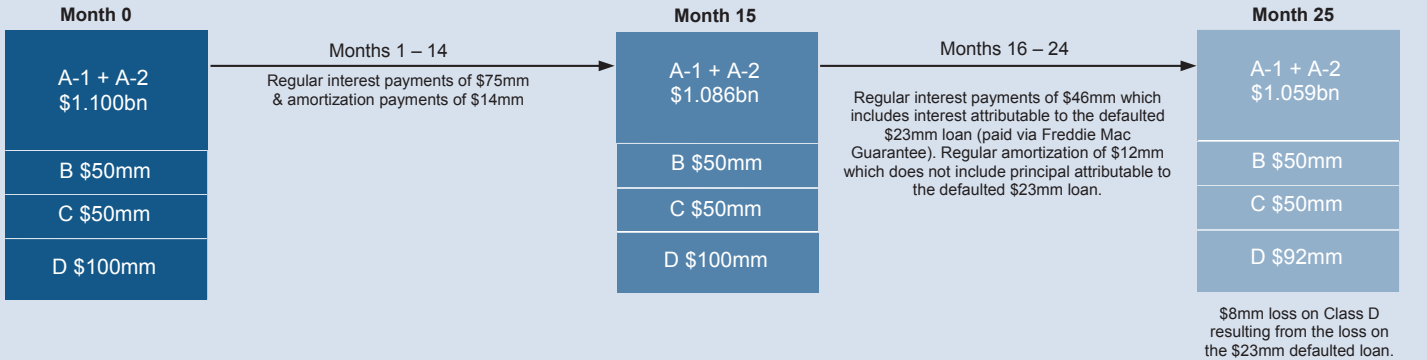 Month 0
A-1 + A-2
$1.100bn
B $50mm
C $50mm
D $100mm
Months 1 – 14
Regular interest payments of $75mm
& amortization payments of $14mm
Month 15
A-1 + A-2
$1.086bn
B $50mm
C $50mm
D $100mm
Months 16 – 24
Regular interest payments of $46mm which
includes interest attributable to the defaulted
$23mm loan (paid via Freddie Mac
Guarantee). Regular amortization of $12mm
which does not include principal attributable to
the defaulted $23mm loan.
Month 25
A-1 + A-2
$1.059bn
B $50mm
C $50mm
D $92mm
$8mm loss on Class D
resulting from the loss on
the $23mm defaulted loan.